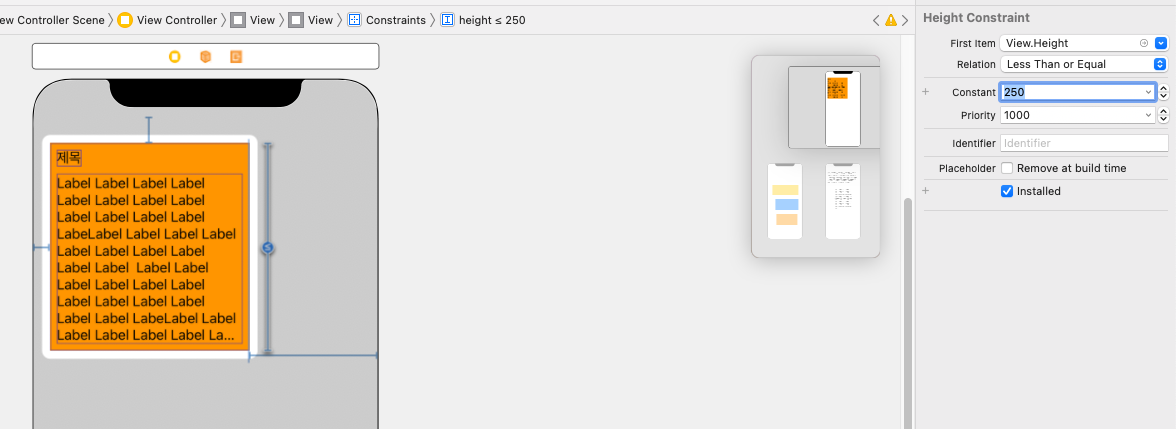 ew Controller Scene
View Controller
View
View
Constraints
height ≤ 250
제목
Label Label Label Label
Label Label Label Label
Label Label Label Label
LabeLabel Label Label Label
Label Label Label Label
Label Label  Label Label
Label Label Label Label
Label Label Label Label
Label Label LabeLabel Label
Label Label Label Label La...
Height Constraint
First Item View.Height
Relation Less Than or Equal
Constant 250
Priority 1000
Identifier Identifier
Placeholder Remove at build time
Installed